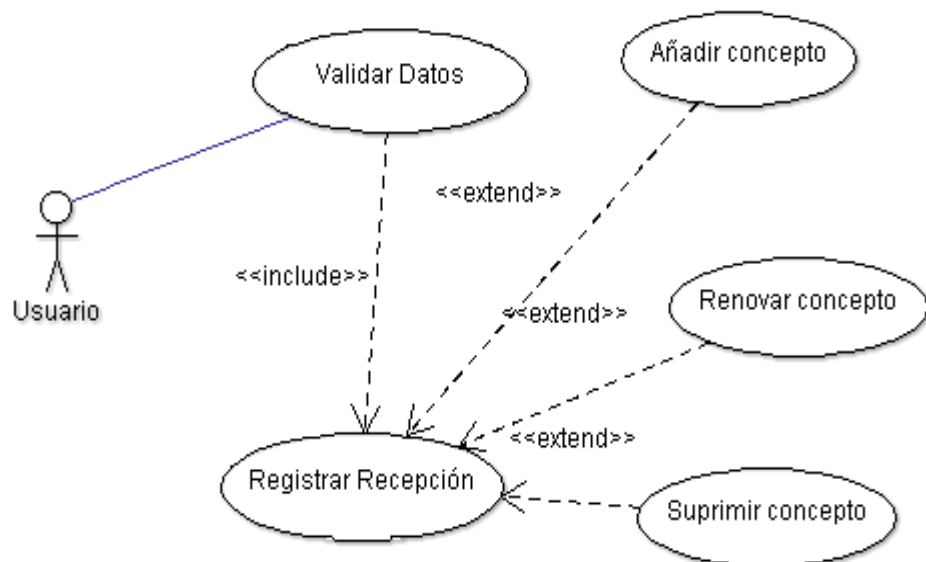 Validar Datos
Añadir concepto
<<extend>>
<<include>>
Usuario
<<extend>>
Renovar concepto
<<extend>>
Registrar Recepción
Suprimir concepto